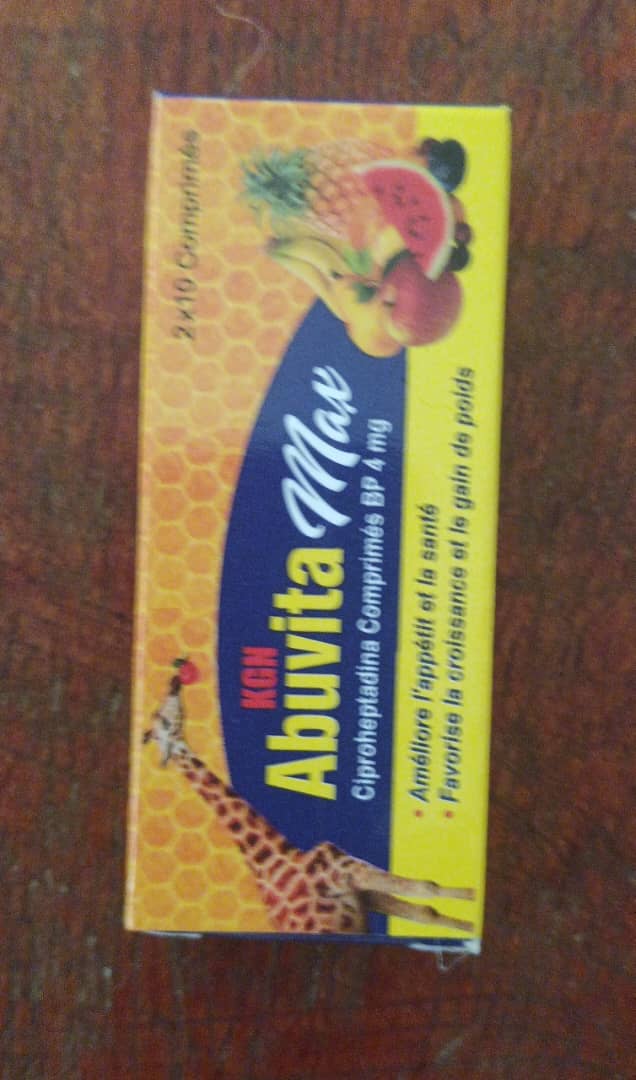 2x10 Comprimés
KGN
Abuvita Max
Ciproheptadina Comprimés BP 4 mg
• Améliore l'appétit et la santé
• Favorise la croissance et le gain de poids